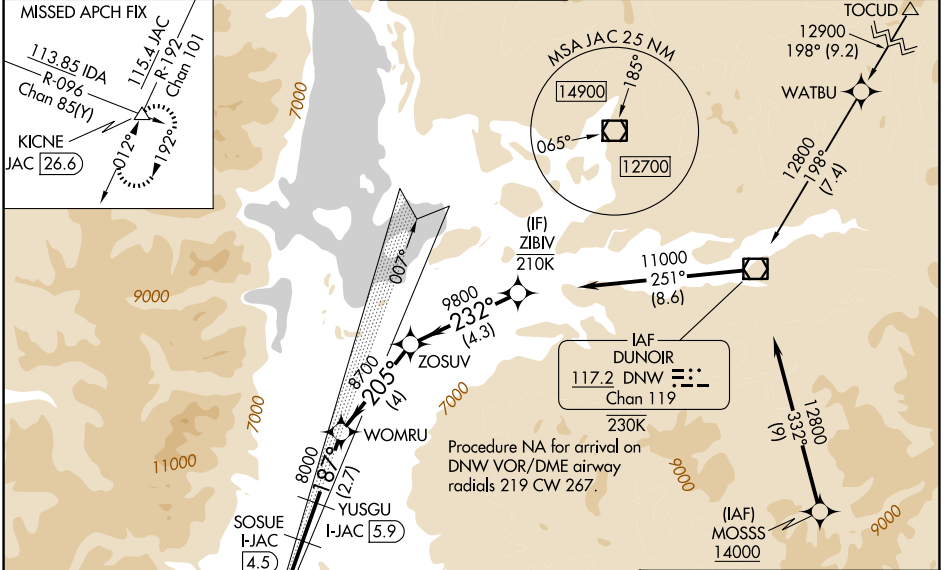 MISSED APCH FIX
113.85 IDA
R-096
Chan 85(Y)
115.4 JAC
R-192
Chan 101
KICNE
JAC 26.6
012°
192°
7000
MSA JAC 25 NM
14900
185°
065°
12700
TOCUD
12900
198° (9.2)
WATBU
12800
198°
(7.4)
(IF)
ZIBIV
210K
11000
251°
(8.6)
007°
9800
232°
(4.3)
ZOSUV
9000
8700
205°
(4)
IAF
DUNOIR
117.2 DNW
Chan 119
230K
7000
7000
WOMRU
12800
332°
(9)
Procedure NA for arrival on
DNW VOR/DME airway
radials 219 CW 267.
11000
8000
187°
(2.7)
9000
YUSGU
I-JAC 5.9
SOSUE
I-JAC
4.5
(IAF)
MOSSS
14000
9000